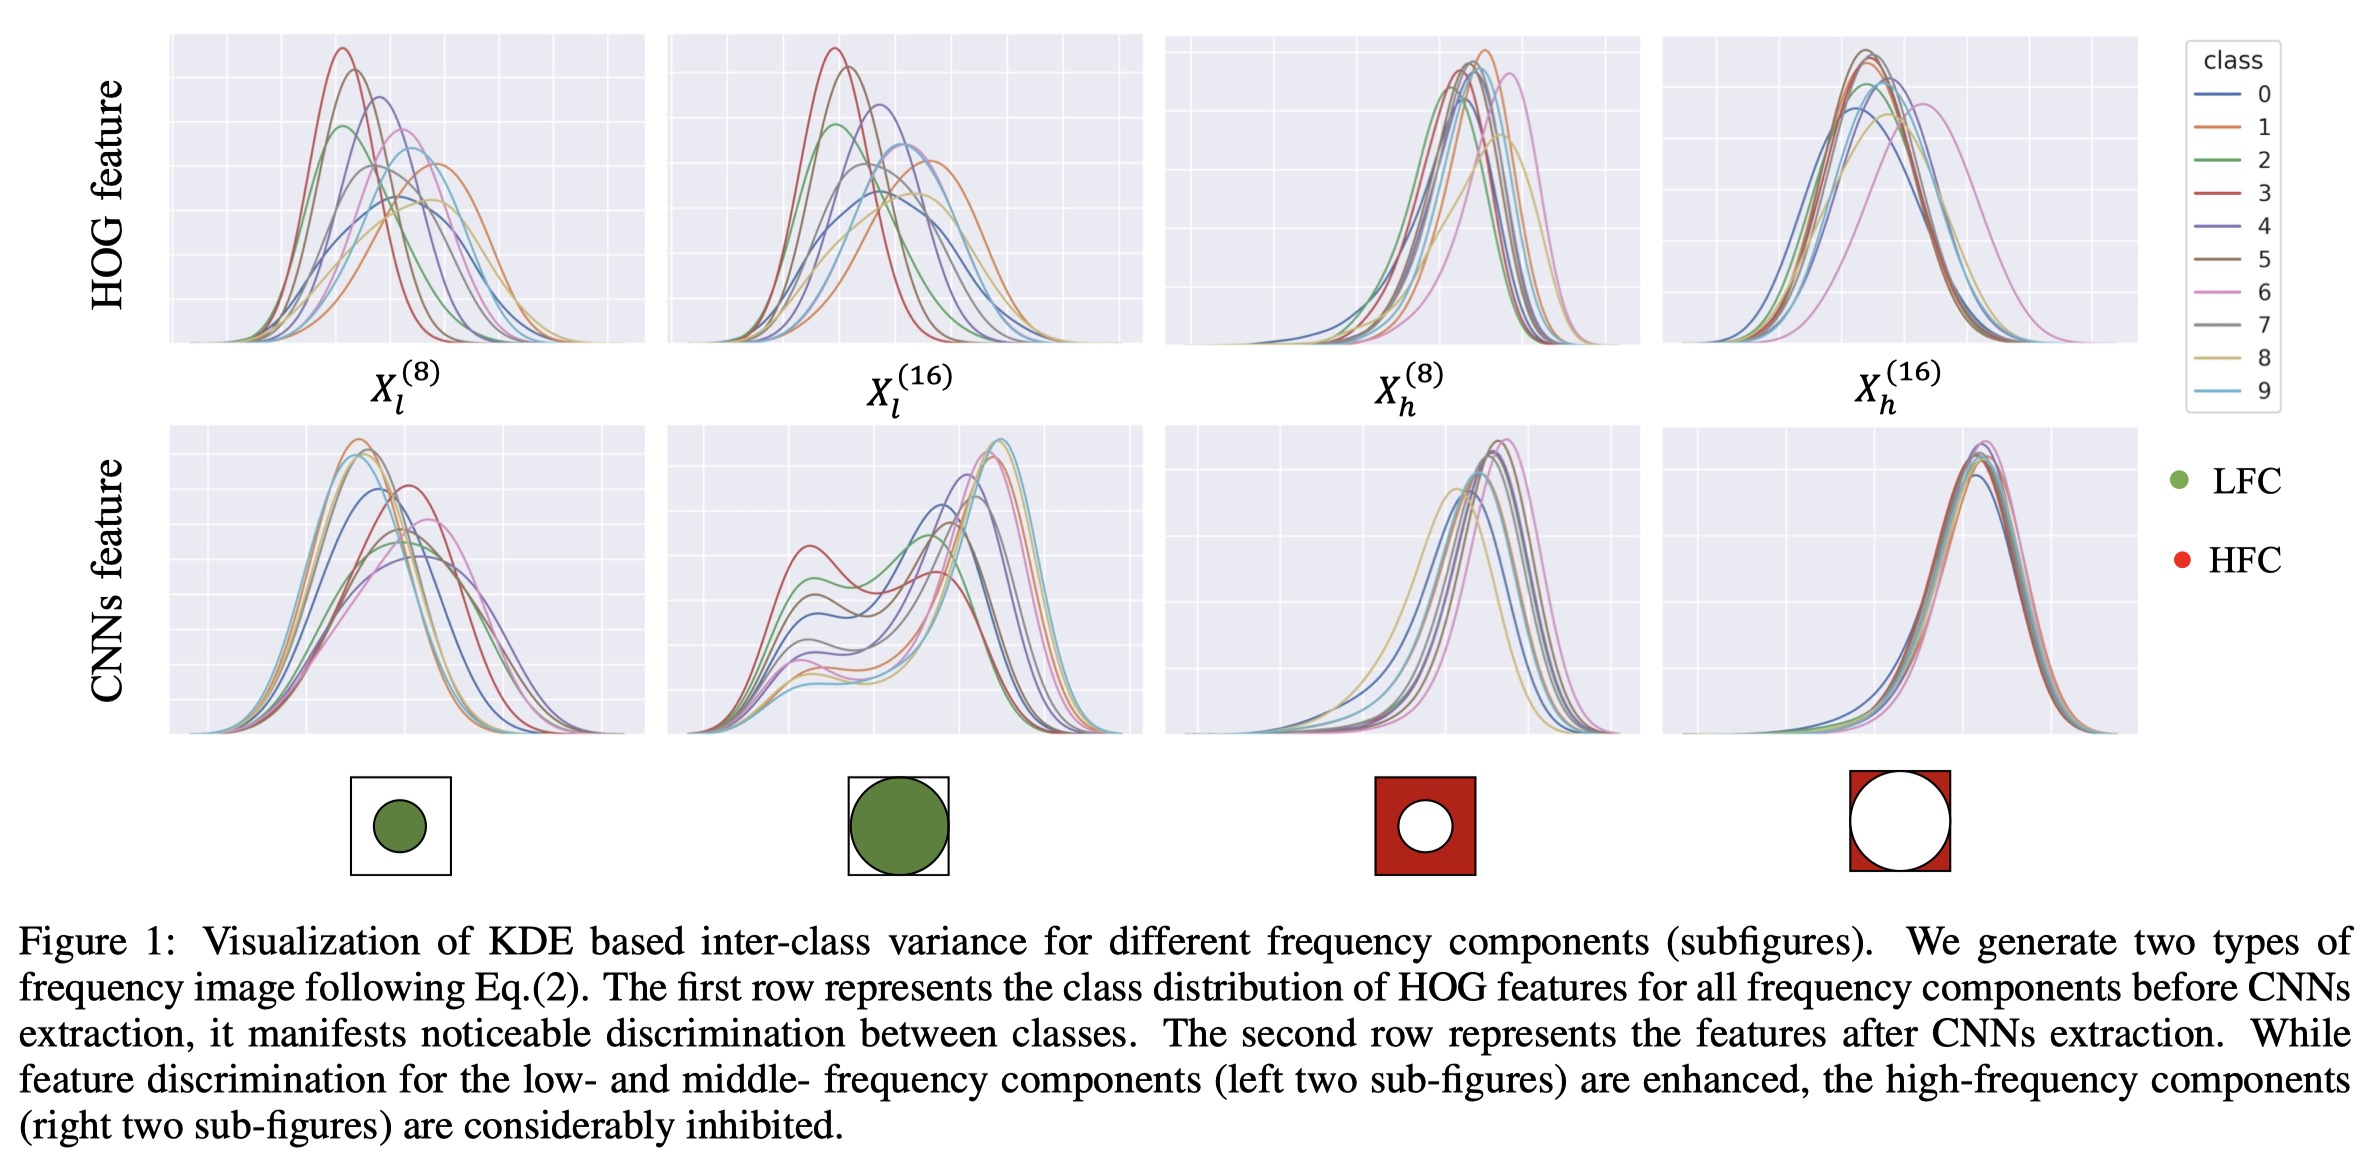 HOG feature
X_l^(8)
X_l^(16)
X_h^(8)
X_h^(16)
class
0
1
2
3
4
5
6
7
8
9
CNNs feature
LFC
HFC
Figure 1: Visualization of KDE based inter-class variance for different frequency components (subfigures). We generate two types of
frequency image following Eq.(2). The first row represents the class distribution of HOG features for all frequency components before CNNs
extraction, it manifests noticeable discrimination between classes. The second row represents the features after CNNs extraction. While
feature discrimination for the low- and middle- frequency components (left two sub-figures) are enhanced, the high-frequency components
(right two sub-figures) are considerably inhibited.